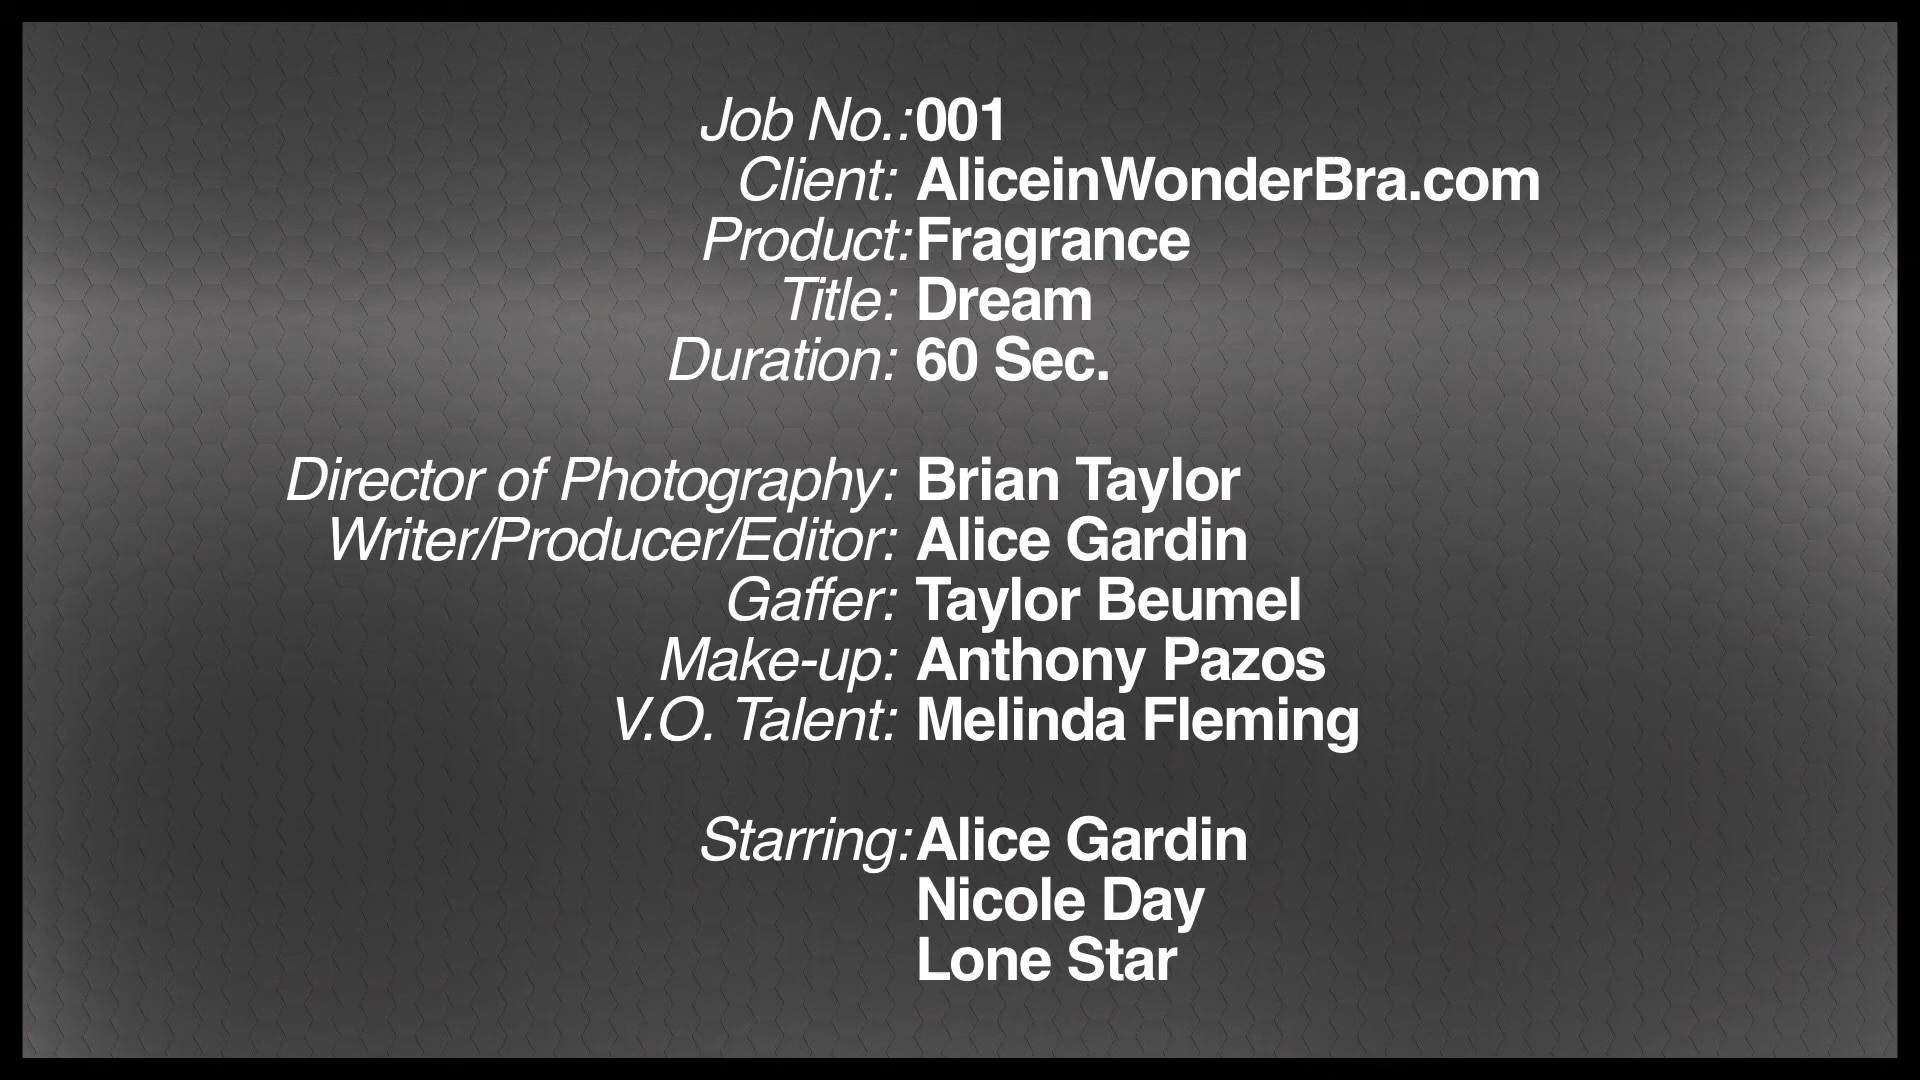 Job No.:001
Client: AliceinWonderBra.com
Product:Fragrance
Title: Dream
Duration: 60 Sec.
Director of Photography: Brian Taylor
Writer/Producer/Editor: Alice Gardin
Gaffer: Taylor Beumel
Make-up: Anthony Pazos
V.O. Talent: Melinda Fleming
Starring:Alice Gardin
Nicole Day
Lone Star